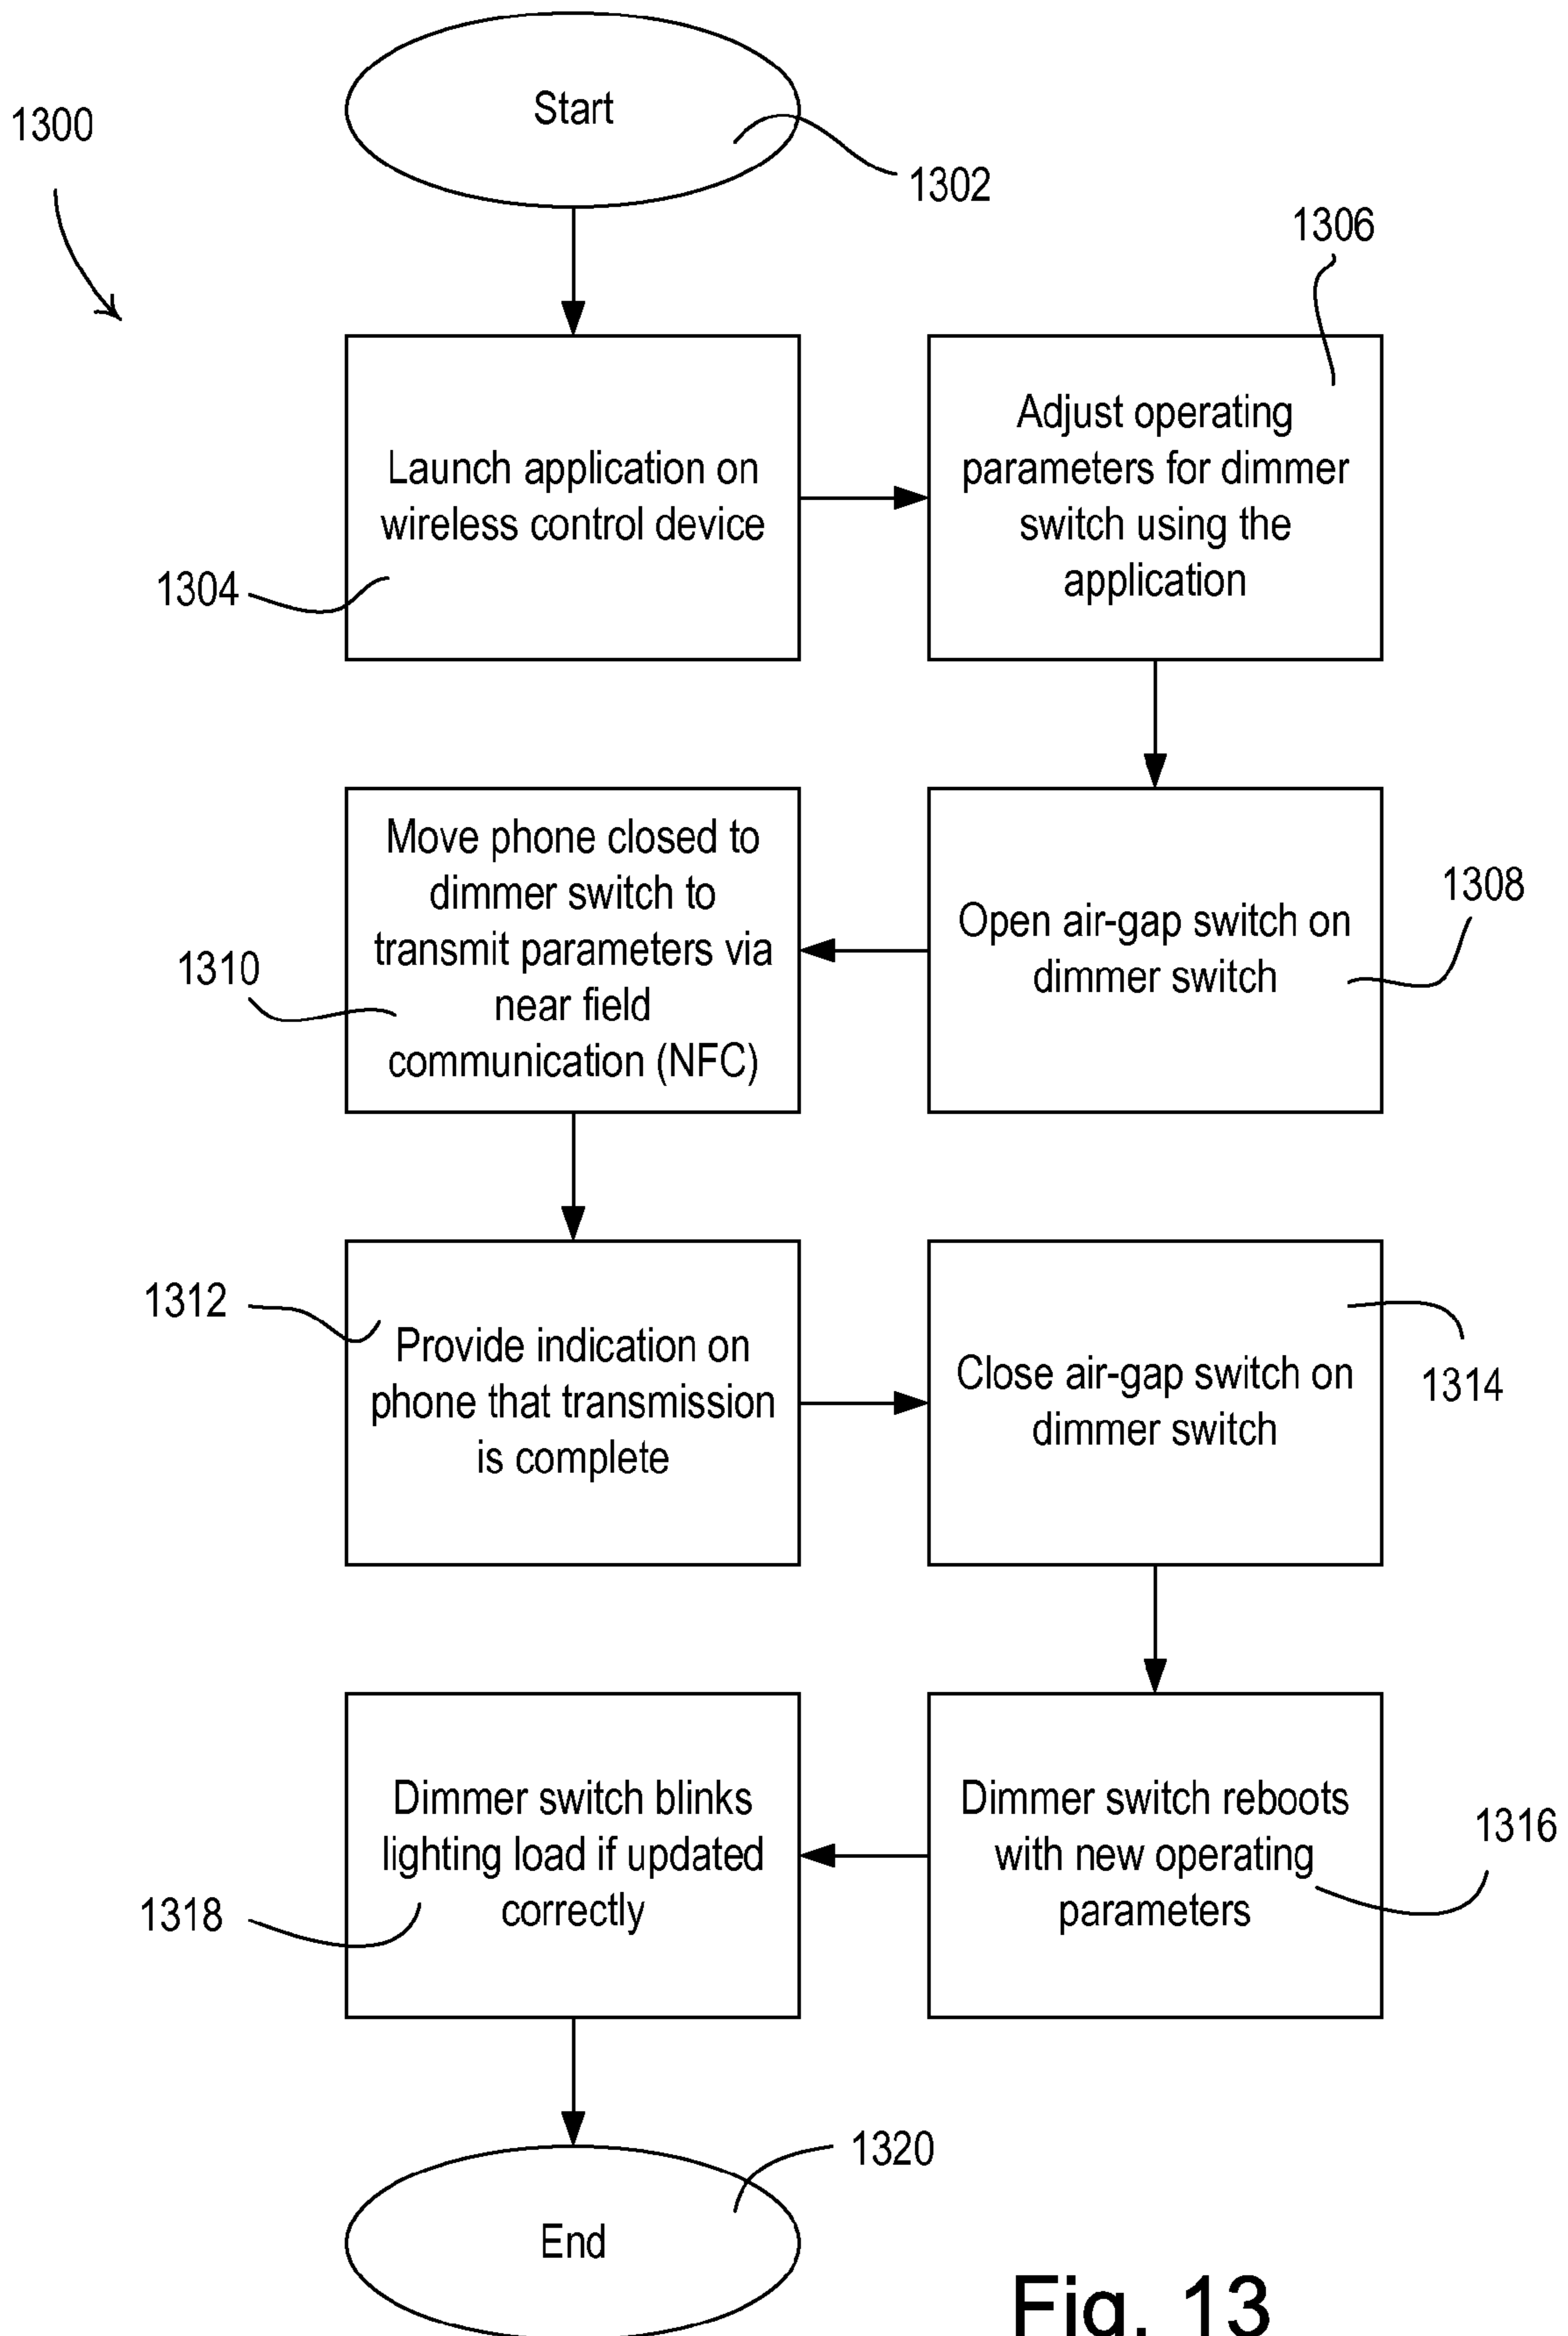 Start
1300
1302
1306
Launch application on
wireless control device
1304
Adjust operating
parameters for dimmer
switch using the
application
Move phone closed to
dimmer switch to
transmit parameters via
near field
communication (NFC)
1310
Open air-gap switch on
dimmer switch
1308
1312
Provide indication on
phone that transmission
is complete
Close air-gap switch on
dimmer switch
1314
Dimmer switch blinks
lighting load if updated
correctly
1318
Dimmer switch reboots
with new operating
parameters
1316
1320
End
Fig. 13